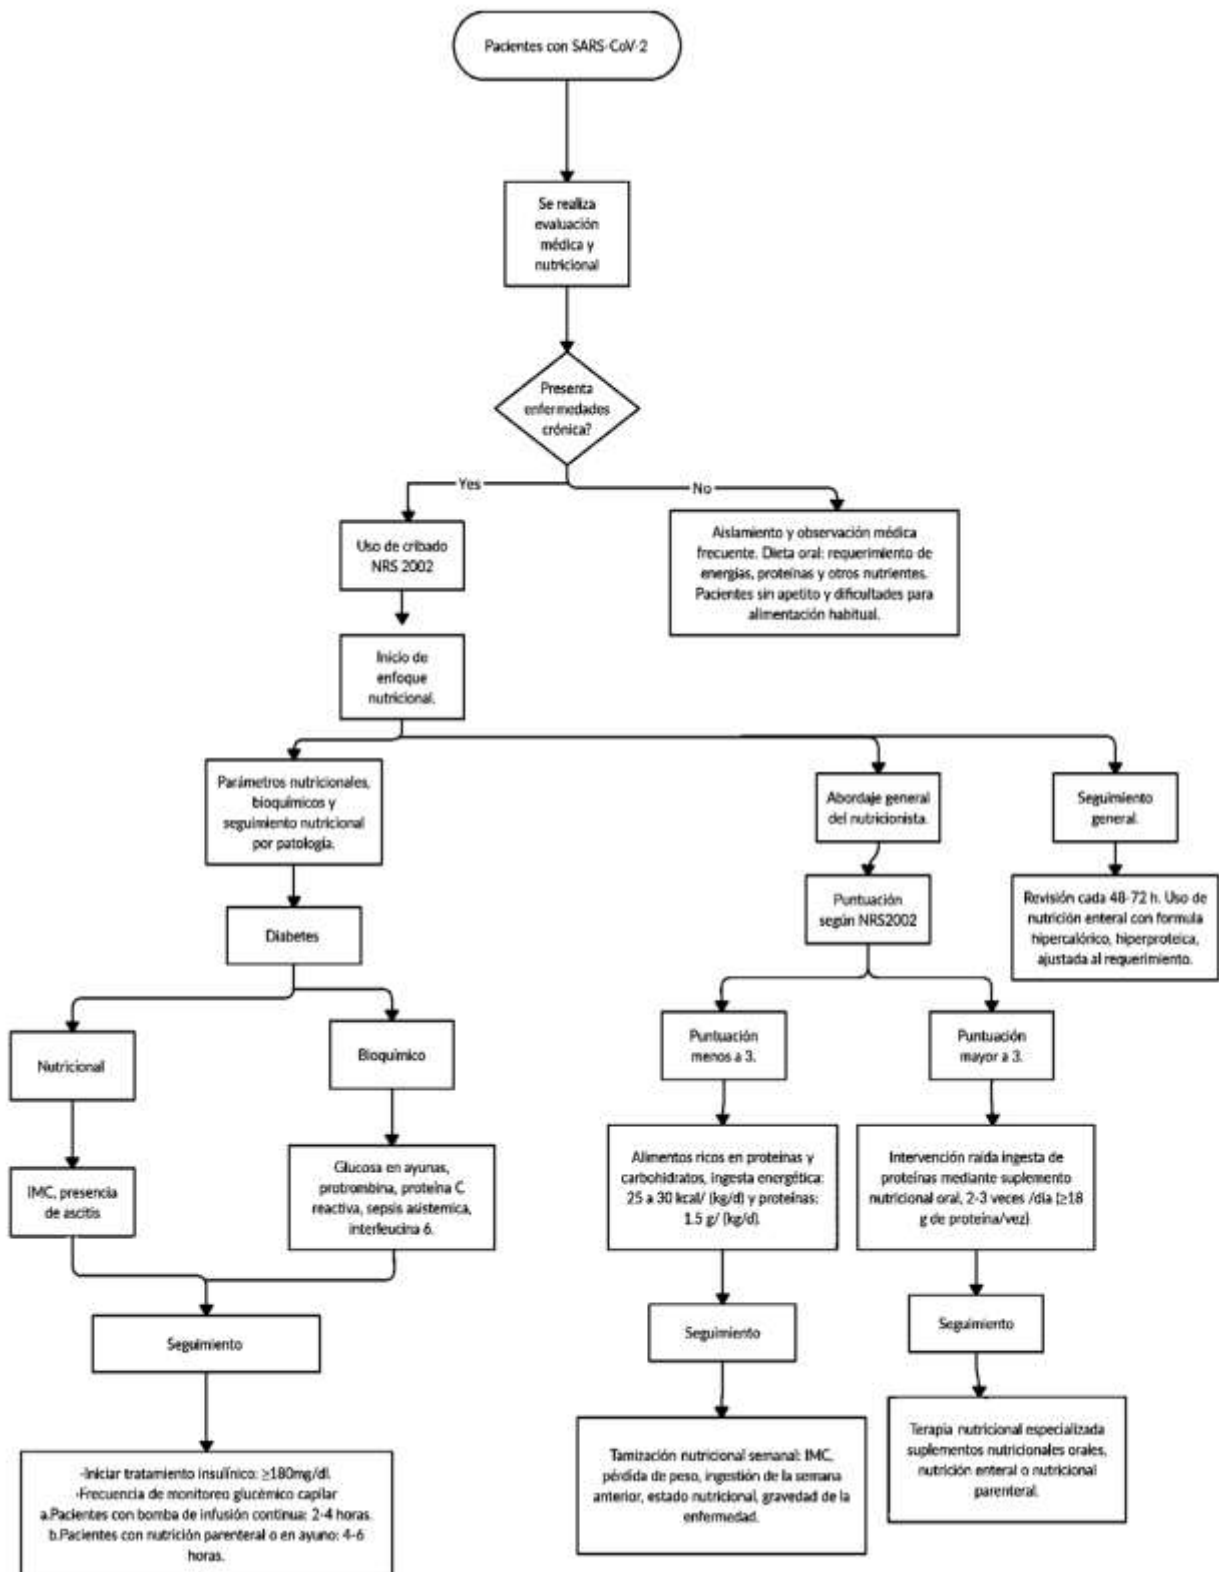 Pacientes con SARS-CoV-2
Se realiza
evaluación
médica y
nutricional
Presenta
enfermedades
crónica?
Yes
No
Uso de cribado
NRS 2002
Aislamiento y observación médica
frecuente. Dieta oral: requerimiento de
energías, proteínas y otros nutrientes.
Pacientes sin apetito y dificultades para
alimentación habitual.
Inicio de
enfoque
nutricional.
Parámetros nutricionales,
bioquímicos y
seguimiento nutricional
por patología.
Abordaje general
del nutricionista.
Seguimiento
general.
Diabetes
Puntuación
según NRS2002
Revisión cada 48-72 h. Uso de
nutrición enteral con formula
hipercalórico, hiperproteica,
ajustada al requerimiento.
Nutricional
Bioquímico
Puntuación
menos a 3.
Puntuación
mayor a 3.
IMC, presencia
de ascitis
Glucosa en ayunas,
protrombina, proteína C
reactiva, sepsis asistemica,
interleucina 6.
Alimentos ricos en proteínas y
carbohidratos, ingesta energética:
25 a 30 kcal/ (kg/d) y proteínas:
1.5 g/ (kg/d).
Intervención raída ingesta de
proteínas mediante suplemento
nutricional oral, 2-3 veces /día (≥18
g de proteína/vez)
Seguimiento
Seguimiento
Seguimiento
-Iniciar tratamiento insulínico: ≥180mg/dl.
-Frecuencia de monitoreo glucémico capilar
a.Pacientes con bomba de infusión continua: 2-4 horas.
b.Pacientes con nutrición parenteral o en ayuno: 4-6
horas.
Tamización nutricional semanal: IMC,
pérdida de peso, ingestión de la semana
anterior, estado nutricional, gravedad de la
enfermedad.
Terapia nutricional especializada
suplementos nutricionales orales,
nutrición enteral o nutricional
parenteral.